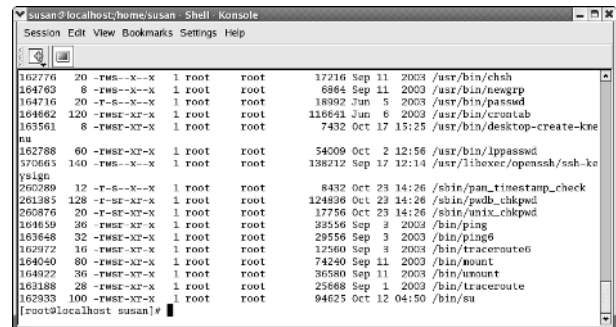 susan@localhost:/home/susan - Shell - Konsole
Session Edit View Bookmarks Settings Help
162776 20 -rws--x--x 1 root root 17216 Sep 11 2003 /usr/bin/chsh
164763 8 -rws--x--x 1 root root 6864 Sep 11 2003 /usr/bin/newgrp
164716 20 -r-s--x--x 1 root root 18992 Jun 5 2003 /usr/bin/passwd
164662 120 -rwsr-xr-x 1 root root 116641 Jun 6 2003 /usr/bin/crontab
163561 8 -rwsr-xr-x 1 root root 7432 Oct 17 15:25 /usr/bin/desktop-create-kme
nu
162788 60 -rwsr-xr-x 1 root root 54009 Oct 2 12:56 /usr/bin/lppasswd
570665 140 -rws--x--x 1 root root 138212 Sep 17 12:14 /usr/libexec/openssh/ssh-ke
ysign
260289 12 -r-s--x--x 1 root root 8432 Oct 23 14:26 /sbin/pam_timestamp_check
261385 128 -r-sr-xr-x 1 root root 124836 Oct 23 14:26 /sbin/pwdb_chkpwd
260876 20 -r-sr-xr-x 1 root root 17756 Oct 23 14:26 /sbin/unix_chkpwd
164659 36 -rwsr-xr-x 1 root root 33556 Sep 3 2003 /bin/ping
163648 32 -rwsr-xr-x 1 root root 29556 Sep 3 2003 /bin/ping6
162972 16 -rwsr-xr-x 1 root root 12560 Sep 3 2003 /bin/traceroute6
164040 80 -rwsr-xr-x 1 root root 74240 Sep 11 2003 /bin/mount
164922 36 -rwsr-xr-x 1 root root 36580 Sep 11 2003 /bin/umount
163188 28 -rwsr-xr-x 1 root root 25668 Sep 1 2003 /bin/traceroute
162933 100 -rwsr-xr-x 1 root root 94625 Oct 12 04:50 /bin/su
[root@localhost susan]#